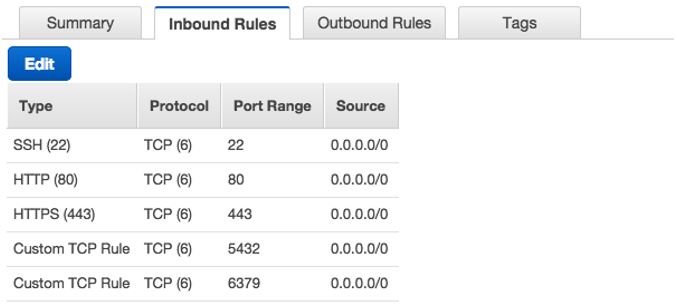 Summary Inbound Rules Outbound Rules Tags
Edit
Type Protocol Port Range Source
SSH (22) TCP (6) 22 0.0.0.0/0
HTTP (80) TCP (6) 80 0.0.0.0/0
HTTPS (443) TCP (6) 443 0.0.0.0/0
Custom TCP Rule TCP (6) 5432 0.0.0.0/0
Custom TCP Rule TCP (6) 6379 0.0.0.0/0